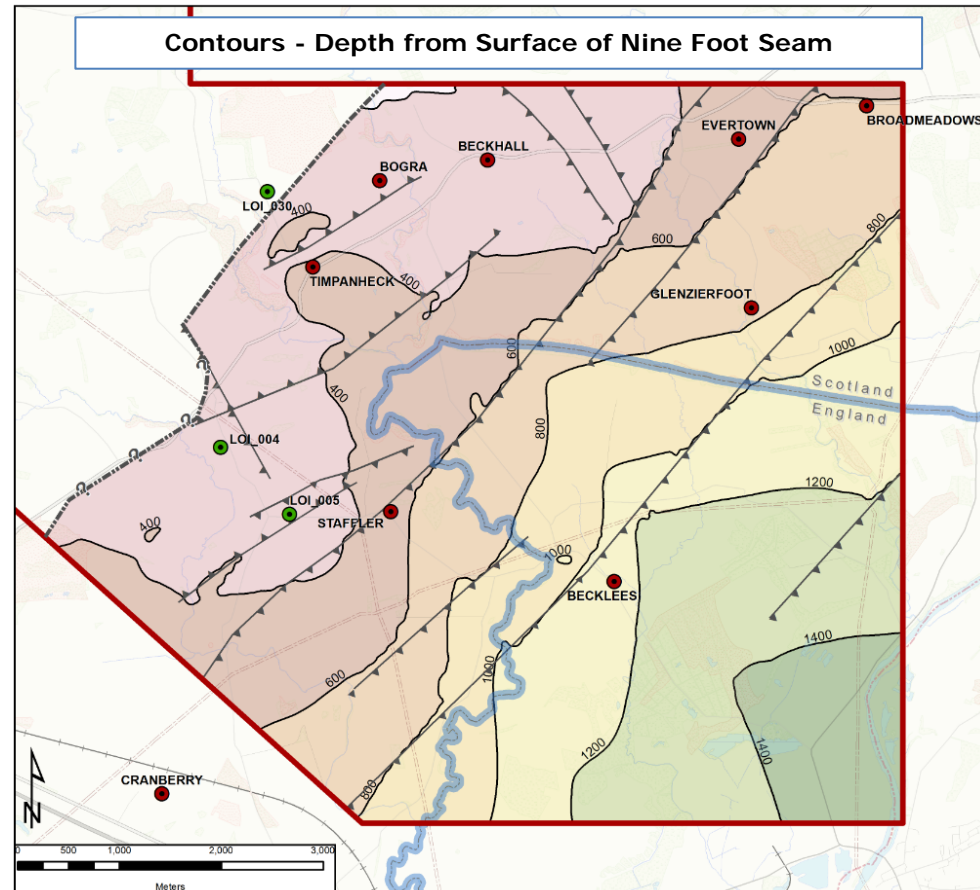 Contours - Depth from Surface of Nine Foot Seam
BROADMEADOWS
EVERTOWN
BECKHALL
BOGRA
LOI_030
400
800
600
TIMPANHECK
400
GLENZIERFOOT
1000
600
Scotland
England
400
800
LOI_004
1200
LOI_005
STAFFLER
400
1000
BECKLEES
1400
1000
600
1200
1400
CRANBERRY
800
N
0 500 1,000 2,000 3,000
Meters